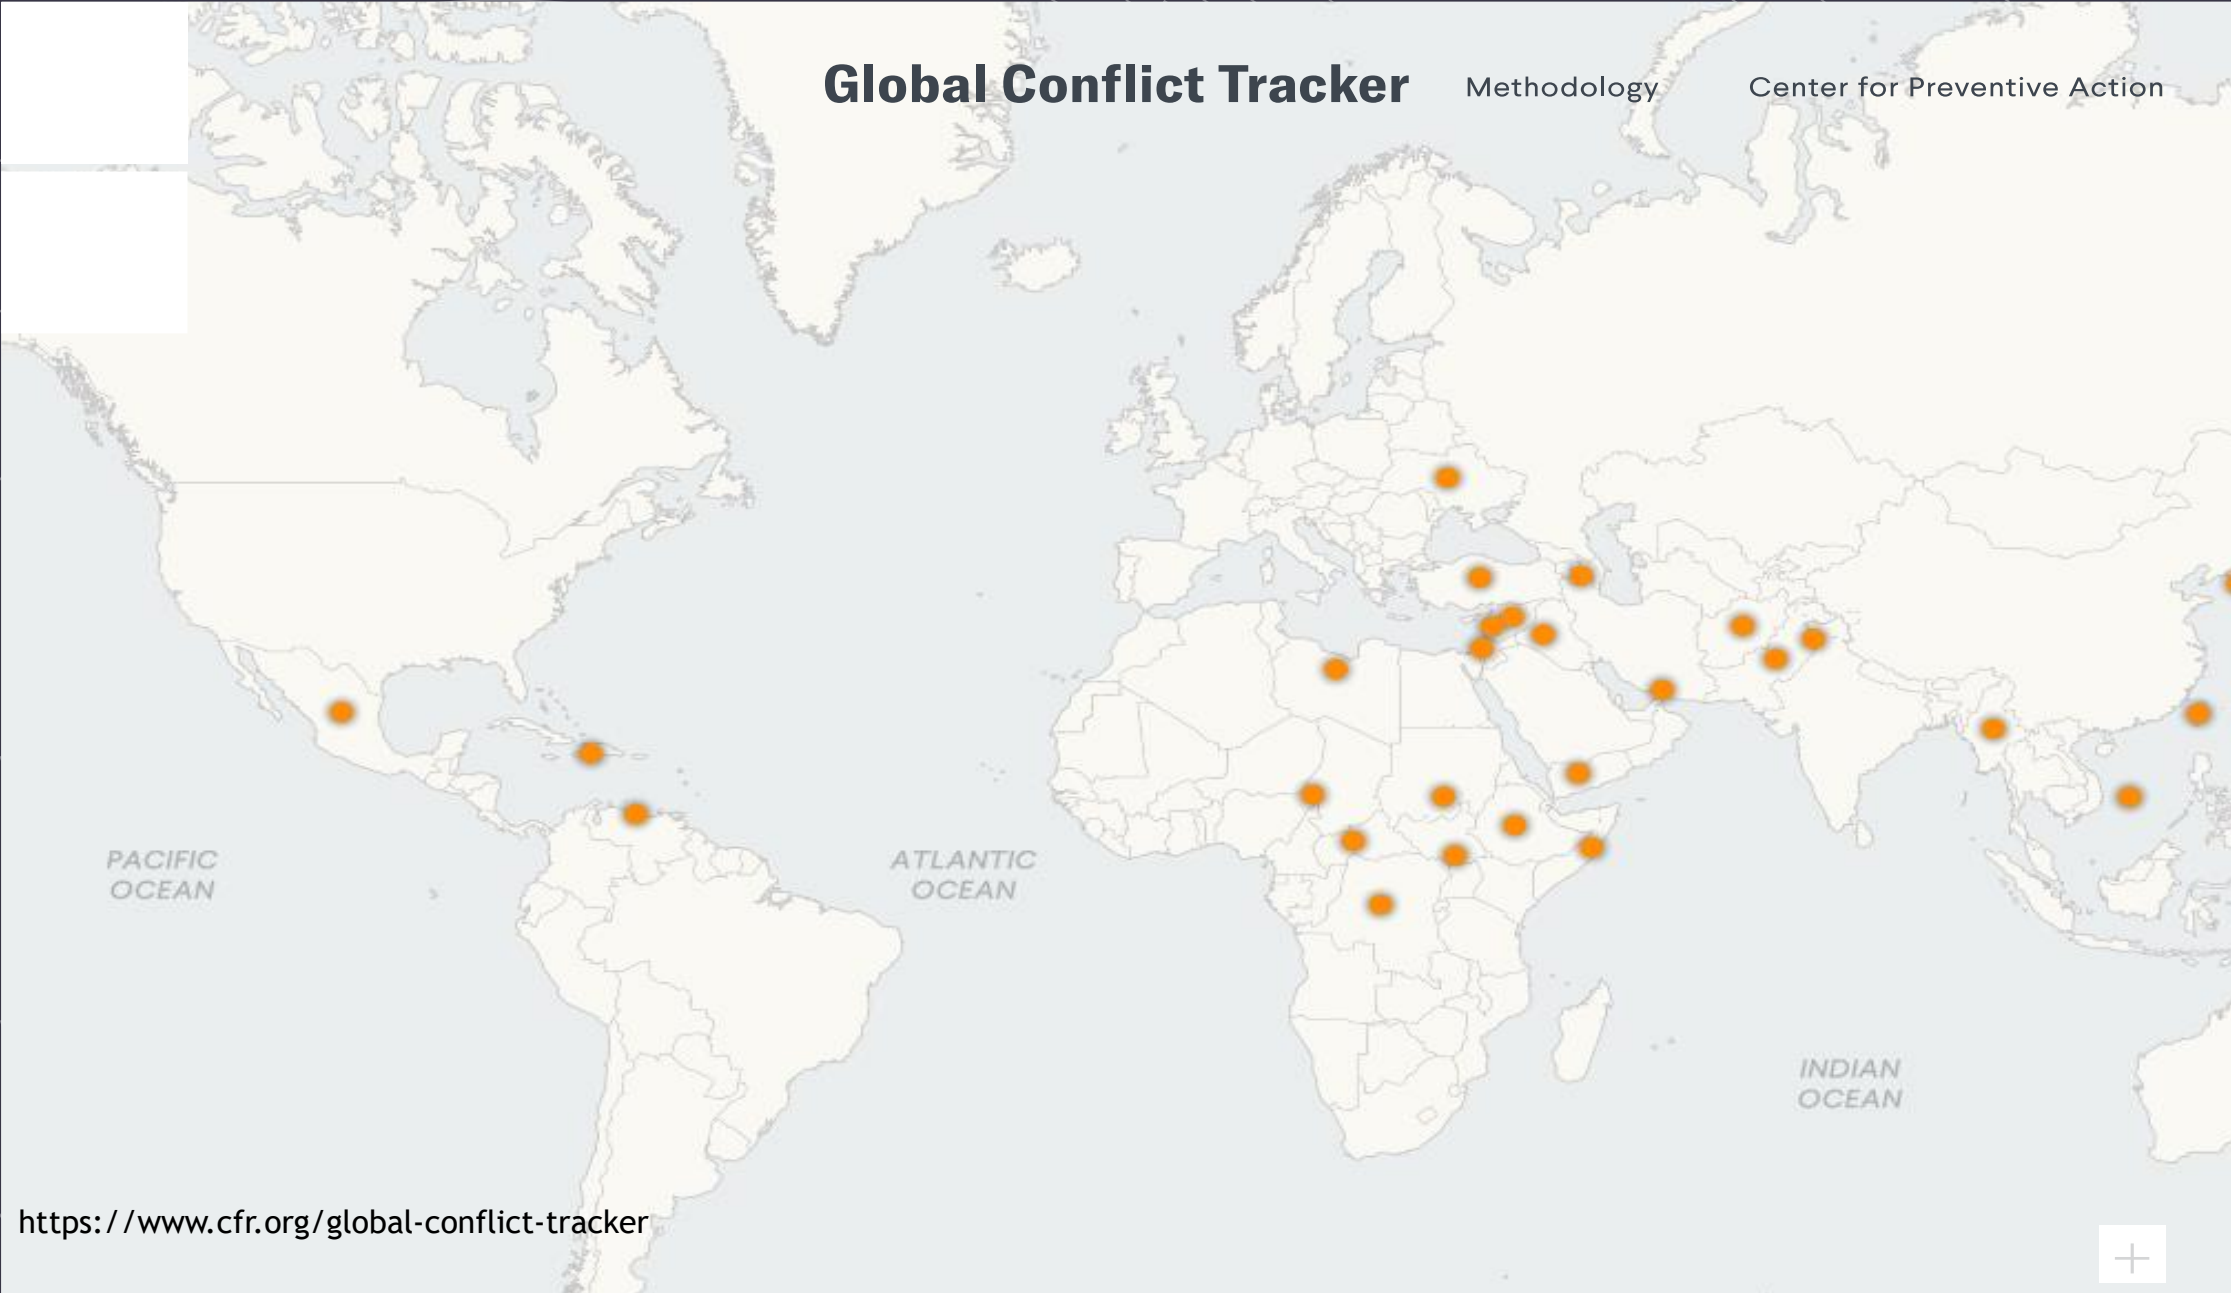 Global Conflict Tracker Methodology Center for Preventive Action
PACIFIC
OCEAN
ATLANTIC
OCEAN
INDIAN
OCEAN
https://www.cfr.org/global-conflict-tracker
+